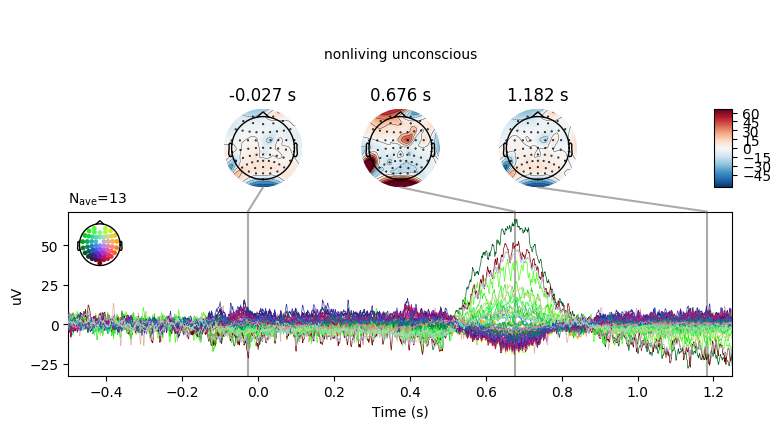 nonliving unconscious
-0.027 s 0.676 s 1.182 s
60
45
30
15
0
−15
−30
−45
Nave=13
50
25
0
−25
uV
−0.4 −0.2 0.0 0.2 0.4 0.6 0.8 1.0 1.2
Time (s)